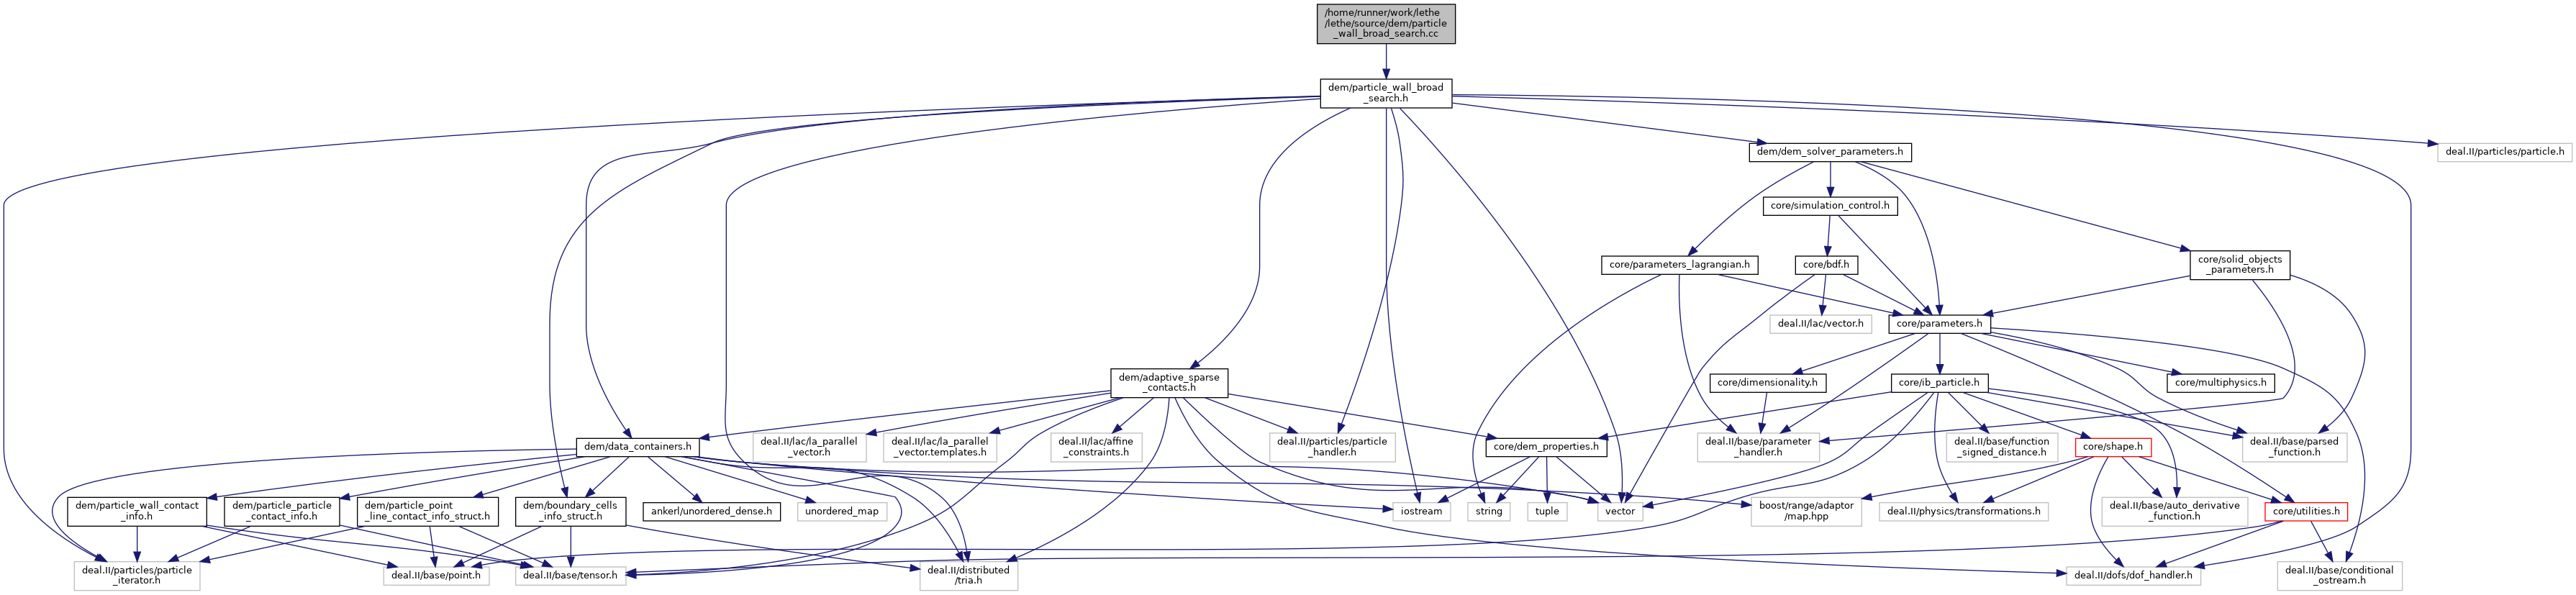 /home/runner/work/lethe
/lethe/source/dem/particle
_wall_broad_search.cc
dem/particle_wall_broad
_search.h
dem/dem_solver_parameters.h
deal.II/particles/particle.h
core/simulation_control.h
core/parameters_lagrangian.h
core/bdf.h
core/solid_objects
_parameters.h
deal.II/lac/vector.h
core/parameters.h
dem/adaptive_sparse
_contacts.h
core/dimensionality.h
core/ib_particle.h
core/multiphysics.h
dem/data_containers.h
deal.II/lac/la_parallel
_vector.h
deal.II/lac/la_parallel
_vector.templates.h
deal.II/lac/affine
_constraints.h
deal.II/particles/particle
_handler.h
core/dem_properties.h
deal.II/base/parameter
_handler.h
deal.II/base/function
_signed_distance.h
core/shape.h
deal.II/base/parsed
_function.h
dem/particle_wall_contact
_info.h
dem/particle_particle
_contact_info.h
dem/particle_point
_line_contact_info_struct.h
dem/boundary_cells
_info_struct.h
ankerl/unordered_dense.h
unordered_map
iostream
string
tuple
vector
boost/range/adaptor
/map.hpp
deal.II/physics/transformations.h
deal.II/base/auto_derivative
_function.h
core/utilities.h
deal.II/particles/particle
_iterator.h
deal.II/base/point.h
deal.II/base/tensor.h
deal.II/distributed
/tria.h
deal.II/dofs/dof_handler.h
deal.II/base/conditional
_ostream.h